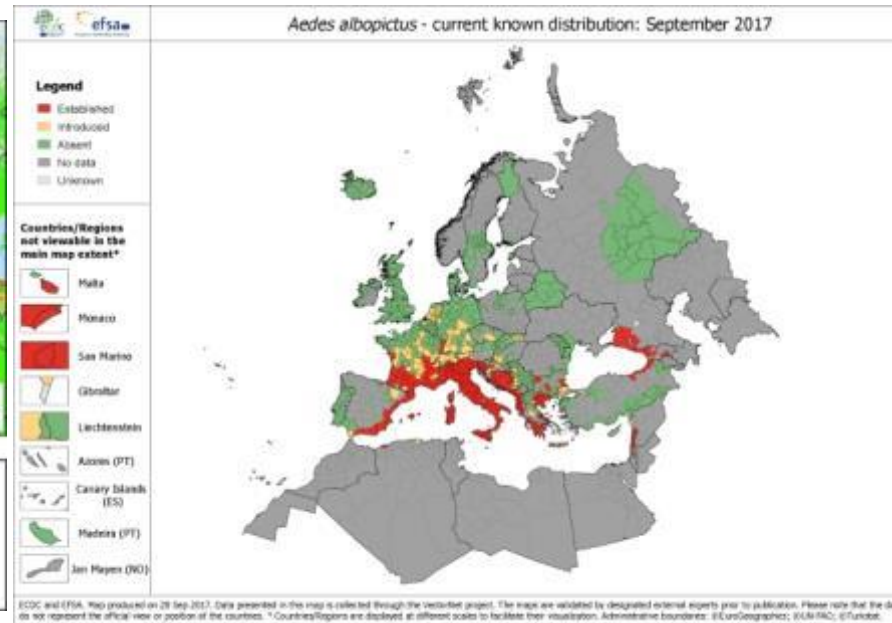 efsa
Aedes albopictus - current known distribution: September 2017
Legend
Established
Introduced
Absent
No data
Unknown
Countries/Regions
not viewable in the
main map extent*
Malta
Monaco
San Marino
Gibraltar
Liechtenstein
Azores (PT)
Canary Islands
(ES)
Madeira (PT)
Jan Mayen (NO)
ECDC and EFSA. Map produced on 28 Sep 2017. Data presented in this map is collected through the VectorNet project. The maps are validated by designated external experts prior to publication. Please note that the
do not represent the official view or position of the countries. * Countries/Regions are displayed at different scales to facilitate their visualisation. Administrative boundaries: ©EuroGeographics; ©UN-FAO; ©Turkstat.